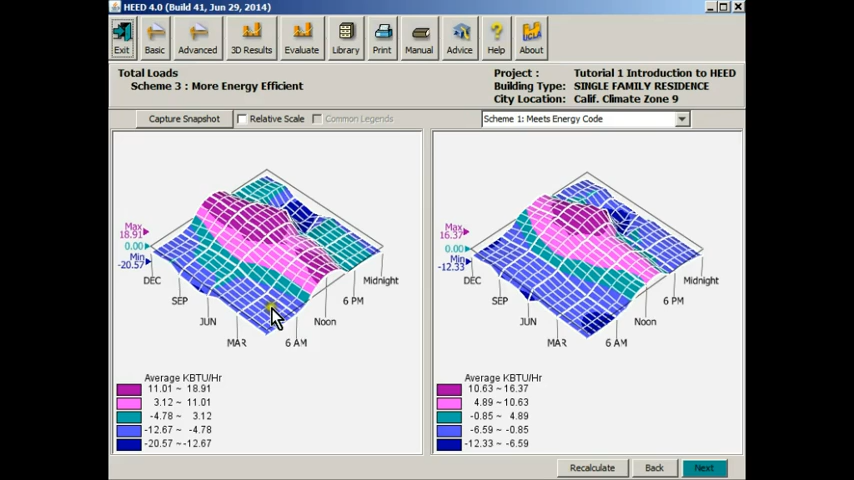 HEED 4.0 (Build 41, Jun 29, 2014)
Exit Basic Advanced 3D Results Evaluate Library Print Manual Advice Help About
UCLA
Total Loads
Scheme 3 : More Energy Efficient
Project : Tutorial 1 Introduction to HEED
Building Type: SINGLE FAMILY RESIDENCE
City Location: Calif. Climate Zone 9
Capture Snapshot Relative Scale Common Legends Scheme 1: Meets Energy Code
Max
18.91
0.00
Min
-20.57
DEC
SEP
JUN
MAR
6 AM
Noon
6 PM
Midnight
Average KBTU/Hr
11.01 ~ 18.91
3.12 ~ 11.01
-4.78 ~ 3.12
-12.67 ~ -4.78
-20.57 ~ -12.67
Max
16.37
0.00
Min
-12.33
DEC
SEP
JUN
MAR
6 AM
Noon
6 PM
Midnight
Average KBTU/Hr
10.63 ~ 16.37
4.89 ~ 10.63
-0.85 ~ 4.89
-6.59 ~ -0.85
-12.33 ~ -6.59
Recalculate Back Next